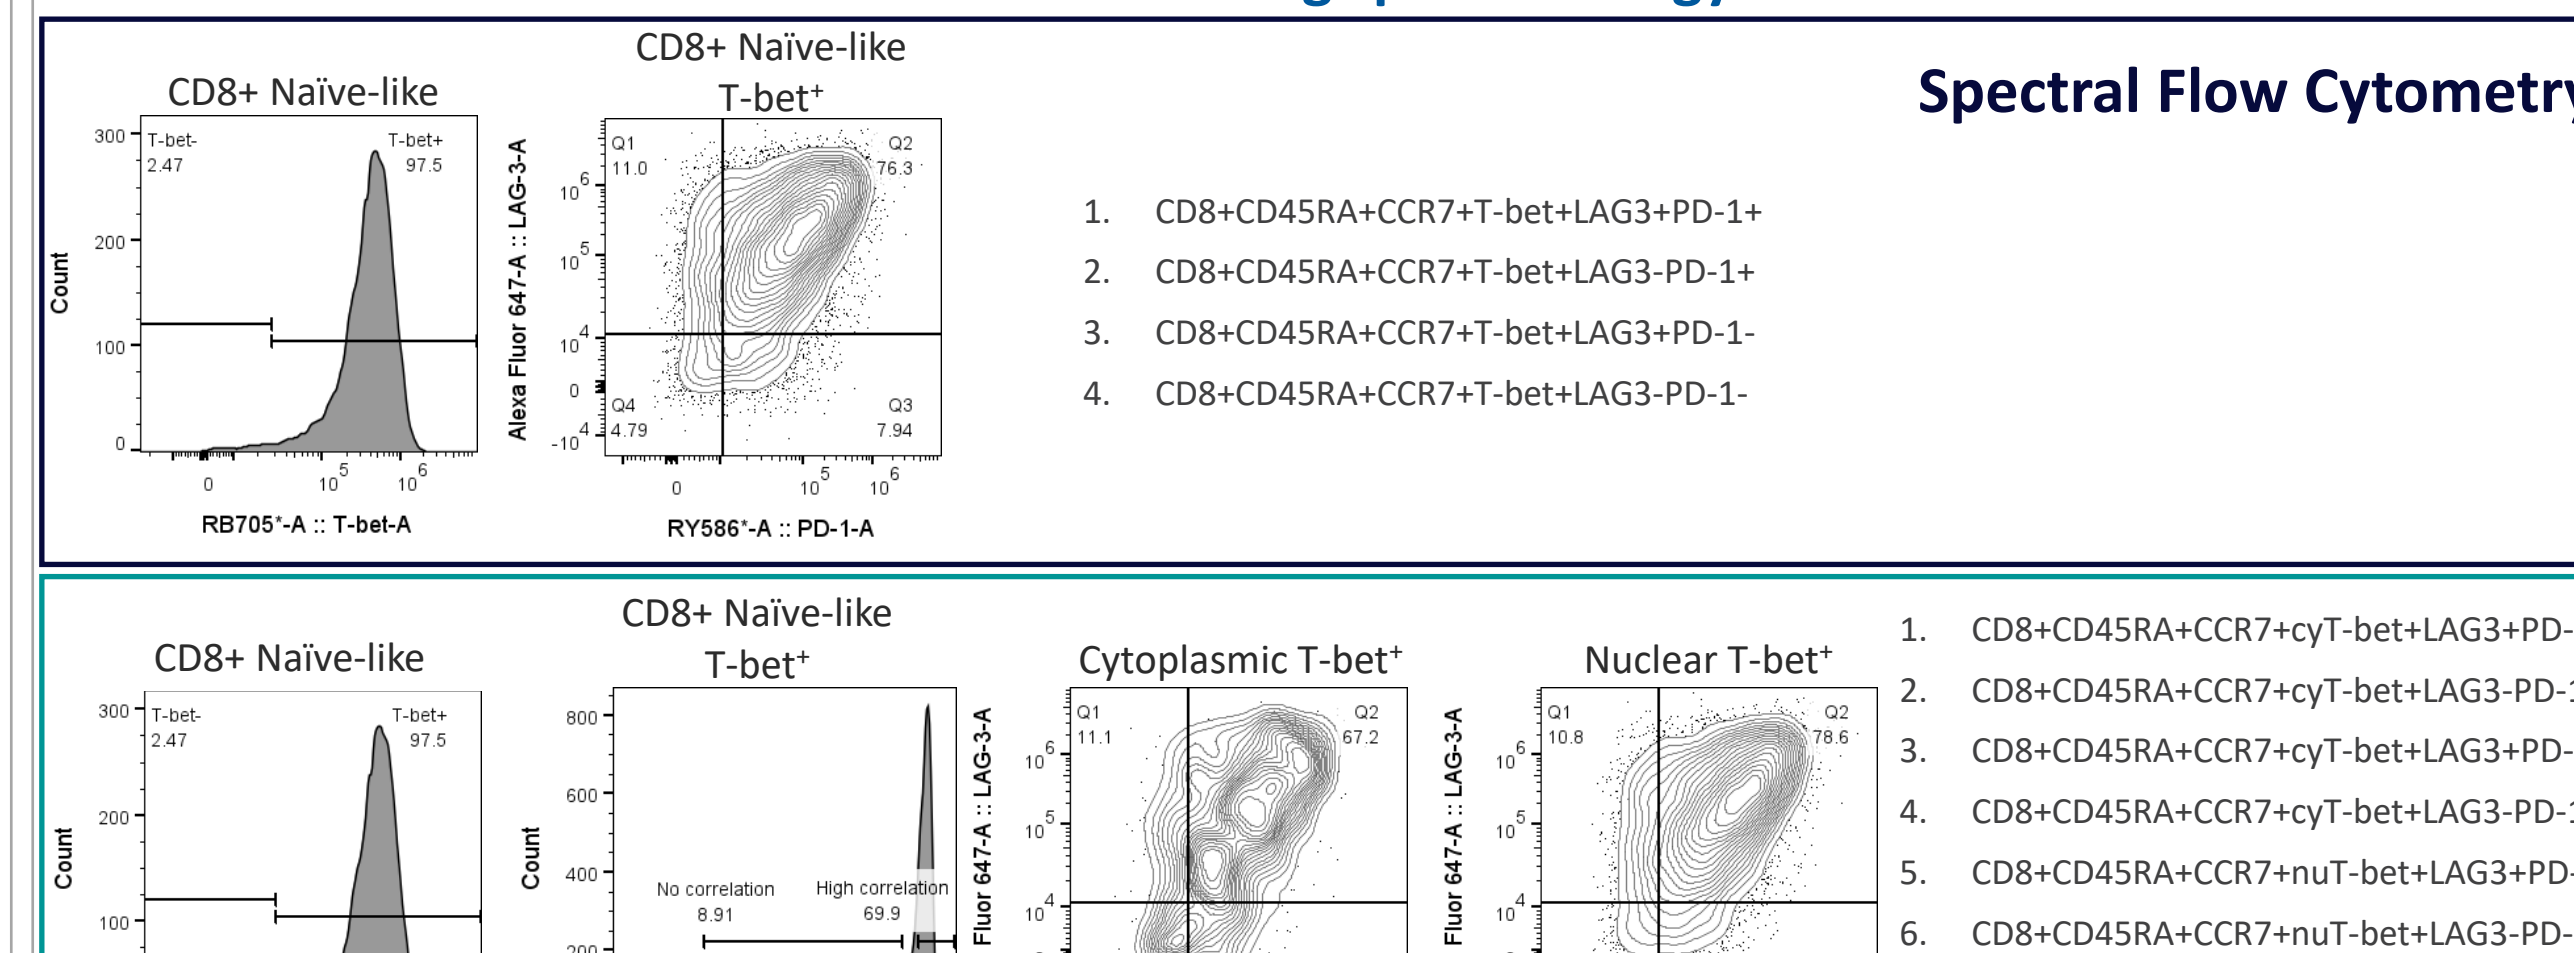 Spectral Flow Cytometry
CD8+ Naïve-like
T-bet-
2.47
T-bet+
97.5
300
200
100
0
Count
0
10^5
10^6
RB705*-A :: T-bet-A
CD8+ Naïve-like
T-bet⁺
Q1
11.0
Q2
76.3
Q4
4.79
Q3
7.94
10^6
10^5
10^4
0
-10^4
Alexa Fluor 647-A :: LAG-3-A
0
10^5
10^6
RY586*-A :: PD-1-A
1. CD8+CD45RA+CCR7+T-bet+LAG3+PD-1+
2. CD8+CD45RA+CCR7+T-bet+LAG3-PD-1+
3. CD8+CD45RA+CCR7+T-bet+LAG3+PD-1-
4. CD8+CD45RA+CCR7+T-bet+LAG3-PD-1-
CD8+ Naïve-like
T-bet-
2.47
T-bet+
97.5
300
200
100
Count
CD8+ Naïve-like
T-bet⁺
800
600
400
200
Count
No correlation
8.91
High correlation
69.9
Cytoplasmic T-bet⁺
Q1
11.1
Q2
67.2
10^6
10^5
10^4
Fluor 647-A :: LAG-3-A
Nuclear T-bet⁺
Q1
10.8
Q2
78.6
10^6
10^5
10^4
Fluor 647-A :: LAG-3-A
1. CD8+CD45RA+CCR7+cyT-bet+LAG3+PD-
2. CD8+CD45RA+CCR7+cyT-bet+LAG3-PD-1
3. CD8+CD45RA+CCR7+cyT-bet+LAG3+PD-
4. CD8+CD45RA+CCR7+cyT-bet+LAG3-PD-1
5. CD8+CD45RA+CCR7+nuT-bet+LAG3+PD-
6. CD8+CD45RA+CCR7+nuT-bet+LAG3-PD-